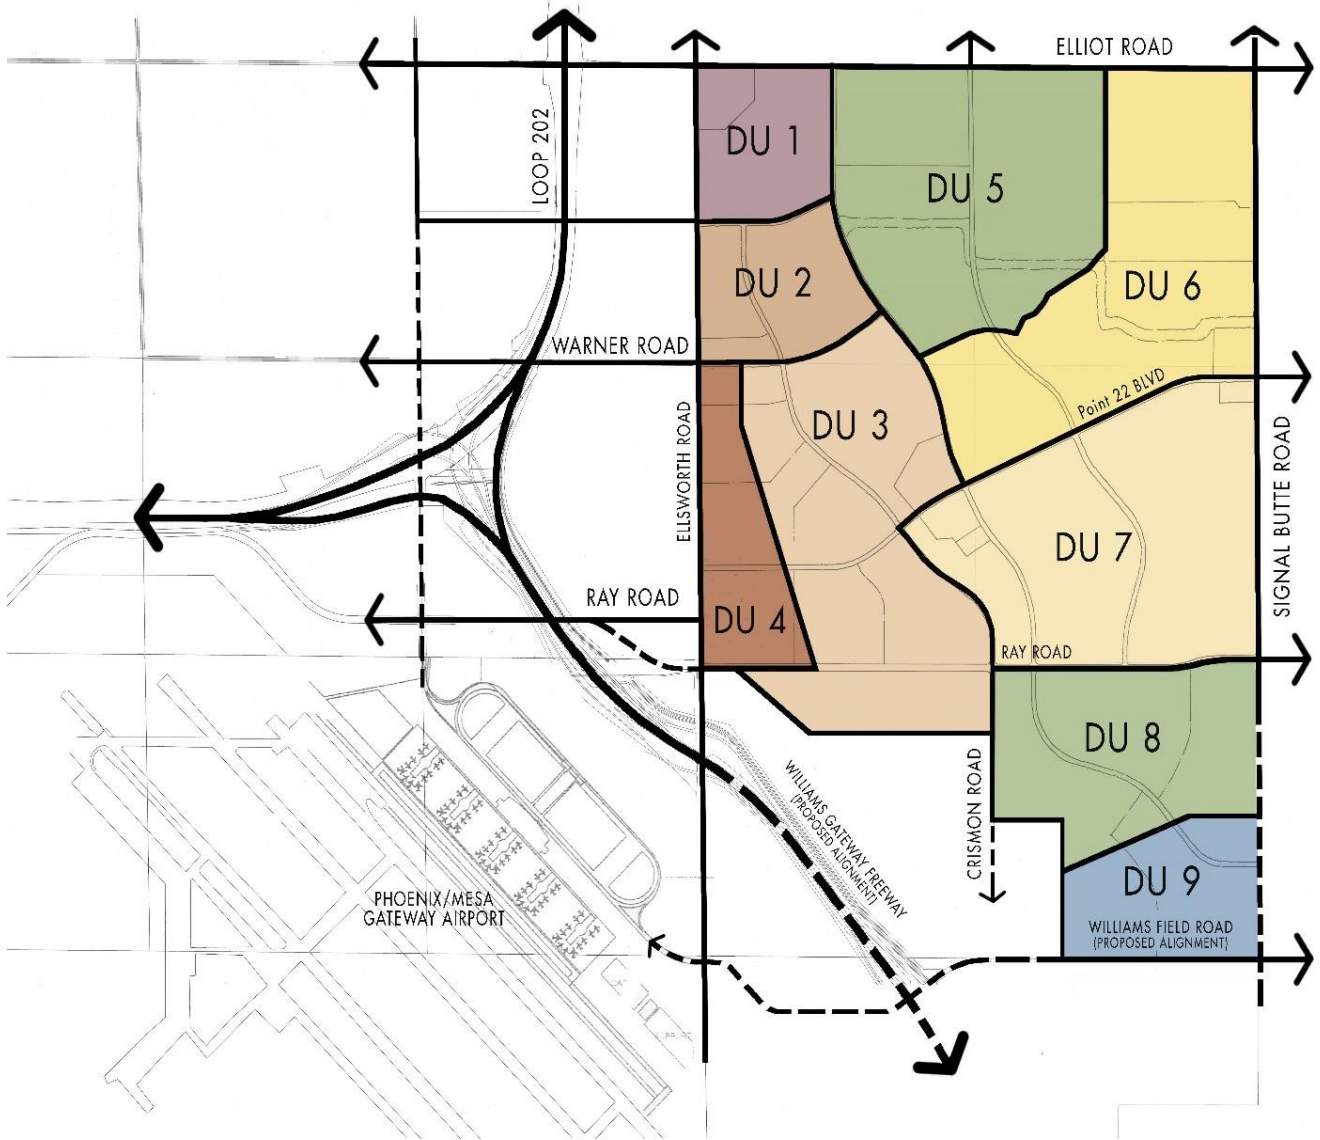 ELLIOT ROAD
LOOP 202
DU 1
DU 5
DU 2
DU 6
WARNER ROAD
Point 22 BLVD
DU 3
ELLSWORTH ROAD
SIGNAL BUTTE ROAD
DU 7
RAY ROAD
DU 4
RAY ROAD
DU 8
WILLIAMS GATEWAY FREEWAY
(PROPOSED ALIGNMENT)
CRISMON ROAD
PHOENIX/MESA
GATEWAY AIRPORT
DU 9
WILLIAMS FIELD ROAD
(PROPOSED ALIGNMENT)